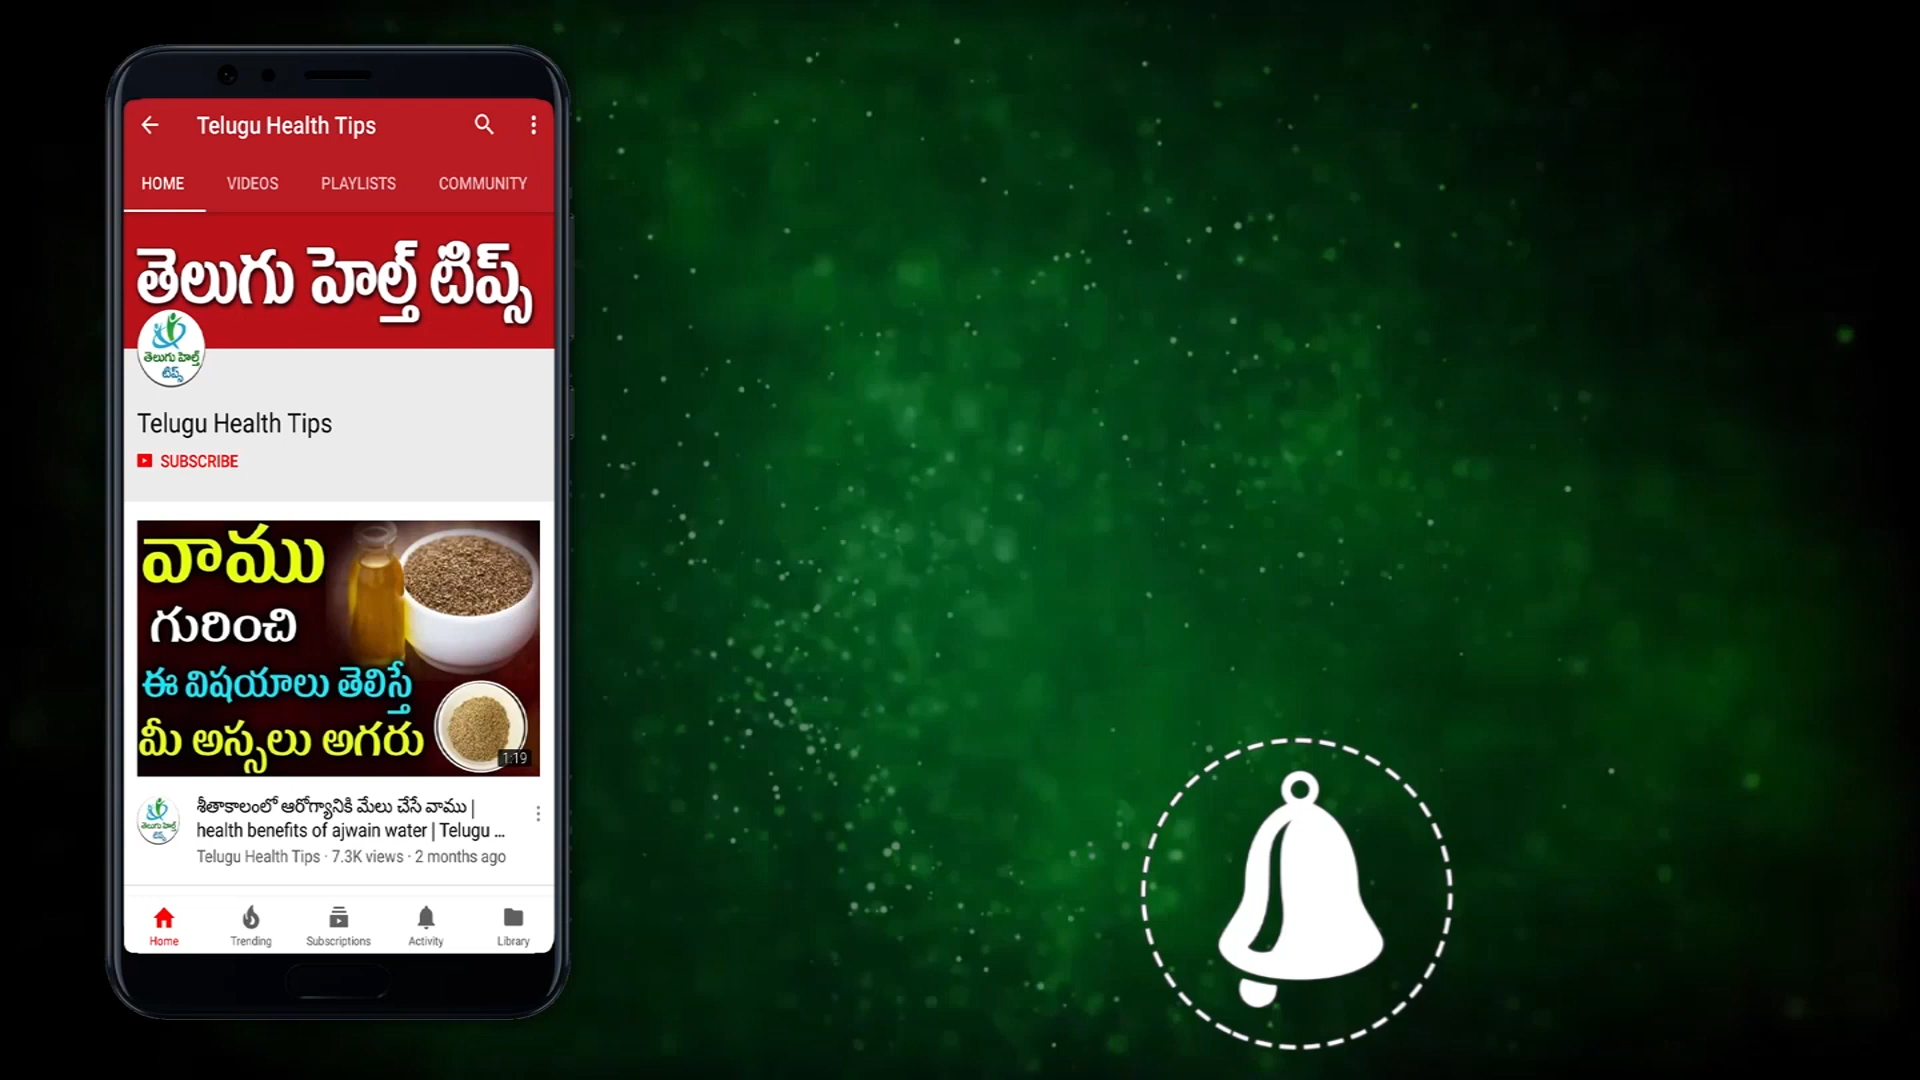 Telugu Health Tips
HOME VIDEOS PLAYLISTS COMMUNITY
తెలుగు హెల్త్ టిప్స్
తెలుగు హెల్త్
టిప్స్
Telugu Health Tips
SUBSCRIBE
వాము
గురించి
ఈ విషయాలు తెలిస్తే
మీ అస్సలు అగరు
1:19
తెలుగు హెల్త్
టిప్స్
శీతాకాలంలో ఆరోగ్యానికి మేలు చేసే వాము |
health benefits of ajwain water | Telugu ...
Telugu Health Tips · 7.3K views · 2 months ago
Home Trending Subscriptions Activity Library